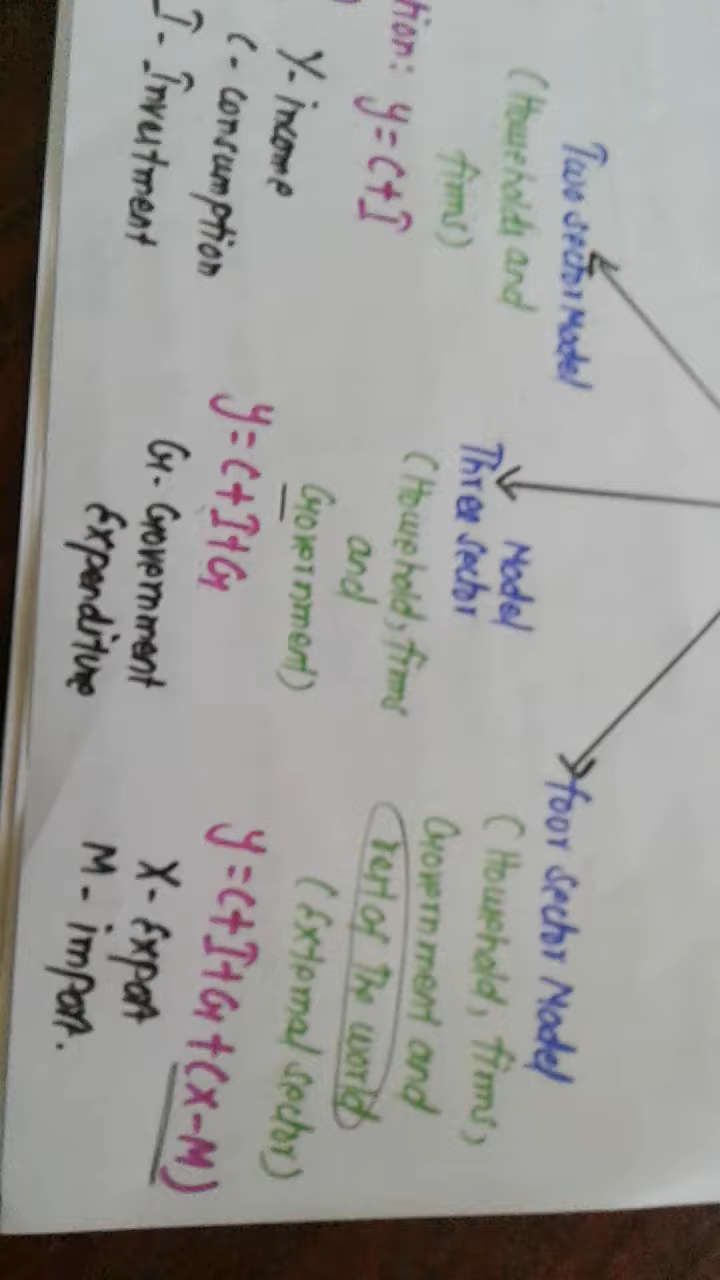 Two sector Model
(Households and
firms)
tion: Y = C + I
Y - income
C - consumption
I - Investment
Model
Three sector
(Household, firms
and
Government)
Y = C + I + G
G - Government
Expenditure
foor sector Model
(Household, firms,
Government and
rest of the world
(External sector)
Y = C + I + G + (X - M)
X - Export
M - import.